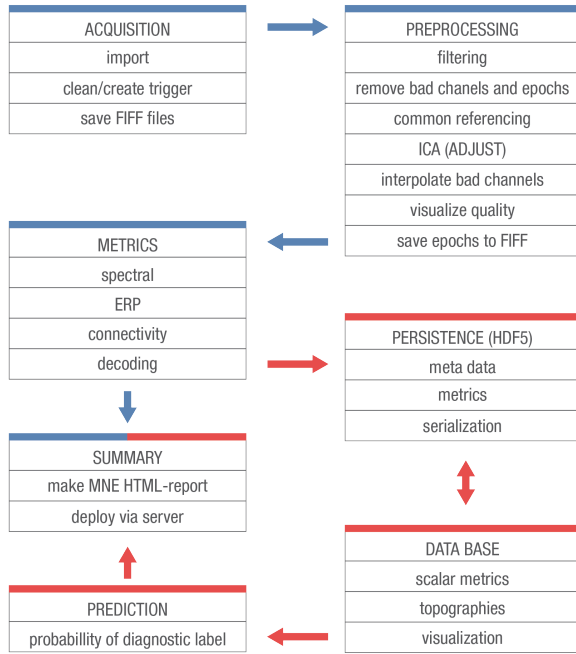 ACQUISITION
import
clean/create trigger
save FIFF files
PREPROCESSING
filtering
remove bad chanels and epochs
common referencing
ICA (ADJUST)
interpolate bad channels
visualize quality
save epochs to FIFF
METRICS
spectral
ERP
connectivity
decoding
PERSISTENCE (HDF5)
meta data
metrics
serialization
SUMMARY
make MNE HTML-report
deploy via server
DATA BASE
scalar metrics
topographies
visualization
PREDICTION
probabillity of diagnostic label